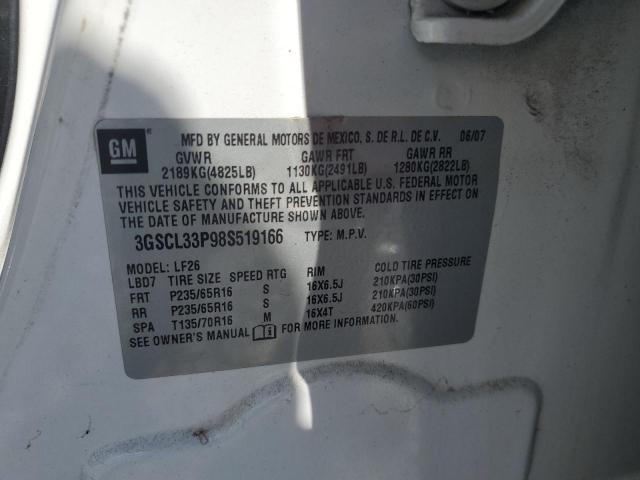 GM ®
MFD BY GENERAL MOTORS DE MEXICO, S. DE R.L. DE C.V. 06/07
GVWR GAWR FRT GAWR RR
2189KG(4825LB) 1130KG(2491LB) 1280KG(2822LB)
THIS VEHICLE CONFORMS TO ALL APPLICABLE U.S. FEDERAL MOTOR
VEHICLE SAFETY AND THEFT PREVENTION STANDARDS IN EFFECT ON
THE DATE OF MANUFACTURE SHOWN ABOVE.
3GSCL33P98S519166 TYPE: M.P.V.
MODEL: LF26
LBD7 TIRE SIZE SPEED RTG RIM COLD TIRE PRESSURE
FRT P235/65R16 S 16X6.5J 210KPA(30PSI)
RR P235/65R16 S 16X6.5J 210KPA(30PSI)
SPA T135/70R16 M 16X4T 420KPA(60PSI)
SEE OWNER'S MANUAL FOR MORE INFORMATION.